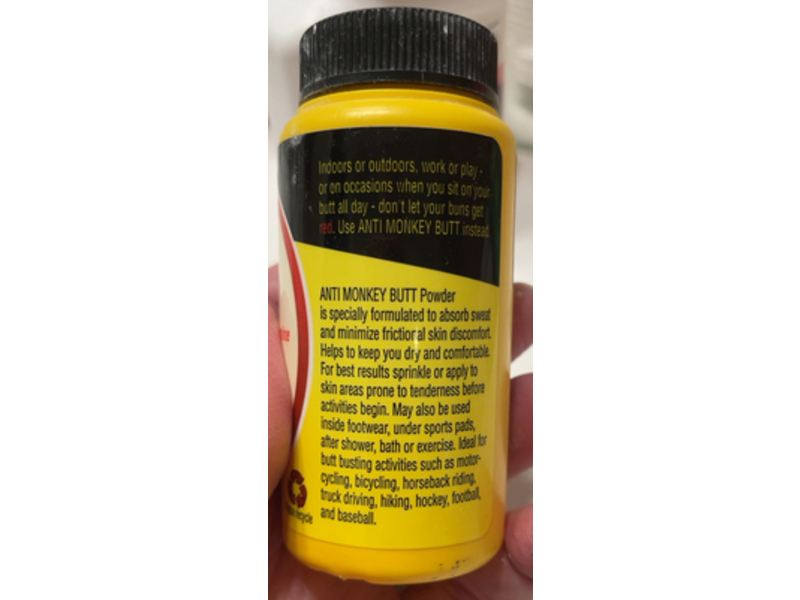 Indoors or outdoors, work or play -
or on occasions when you sit on your
butt all day - don't let your buns get
red. Use ANTI MONKEY BUTT instead.
ANTI MONKEY BUTT Powder
is specially formulated to absorb sweat
and minimize frictional skin discomfort.
Helps to keep you dry and comfortable.
For best results sprinkle or apply to
skin areas prone to tenderness before
activities begin. May also be used
inside footwear, under sports pads,
after shower, bath or exercise. Ideal for
butt busting activities such as motor-
cycling, bicycling, horseback riding,
truck driving, hiking, hockey, football,
and baseball.
recycle